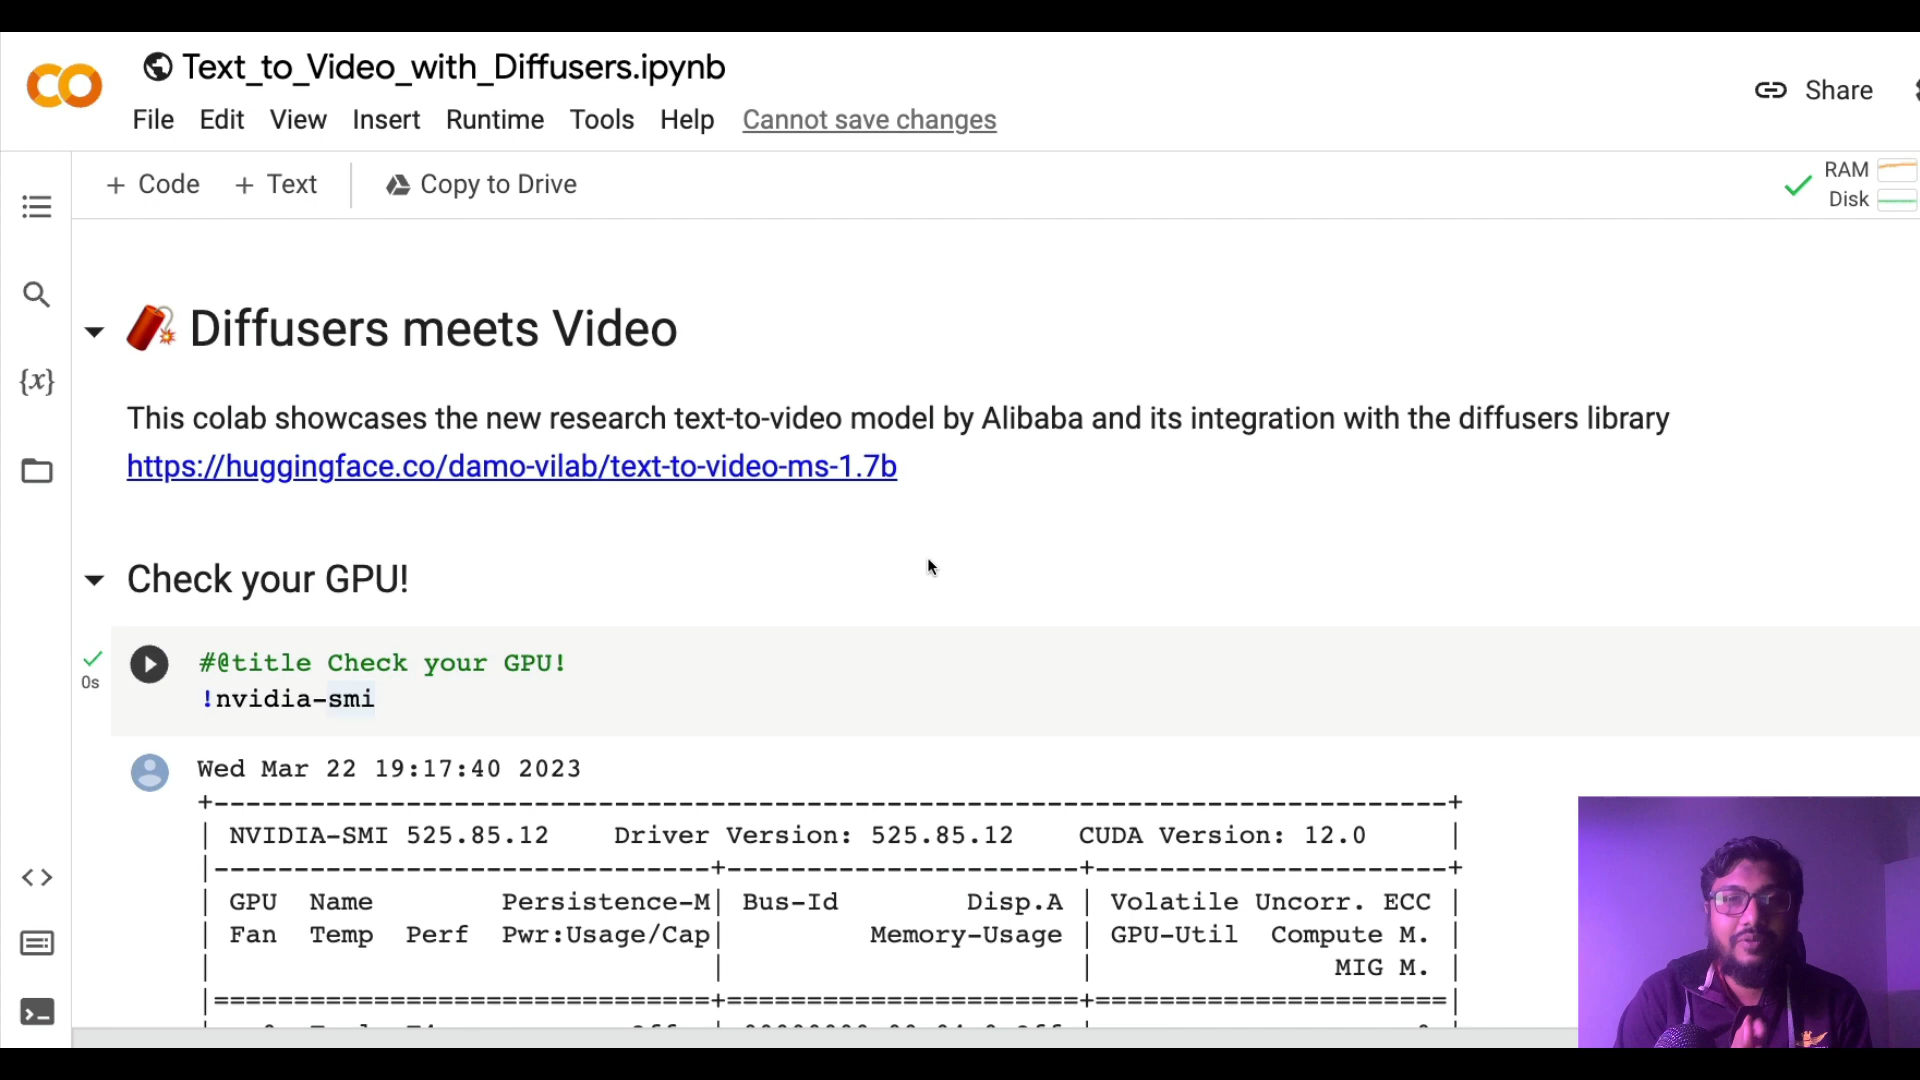 Text_to_Video_with_Diffusers.ipynb
File Edit View Insert Runtime Tools Help Cannot save changes
Share
+ Code + Text Copy to Drive
RAM
Disk
{x}
Diffusers meets Video
This colab showcases the new research text-to-video model by Alibaba and its integration with the diffusers library
https://huggingface.co/damo-vilab/text-to-video-ms-1.7b
Check your GPU!
0s
#@title Check your GPU!
!nvidia-smi
Wed Mar 22 19:17:40 2023
+-----------------------------------------------------------------------------+
| NVIDIA-SMI 525.85.12    Driver Version: 525.85.12    CUDA Version: 12.0     |
|-------------------------------+----------------------+----------------------+
| GPU  Name        Persistence-M| Bus-Id        Disp.A | Volatile Uncorr. ECC |
| Fan  Temp  Perf  Pwr:Usage/Cap|         Memory-Usage | GPU-Util  Compute M. |
|                               |                      |               MIG M. |
|===============================+======================+======================|